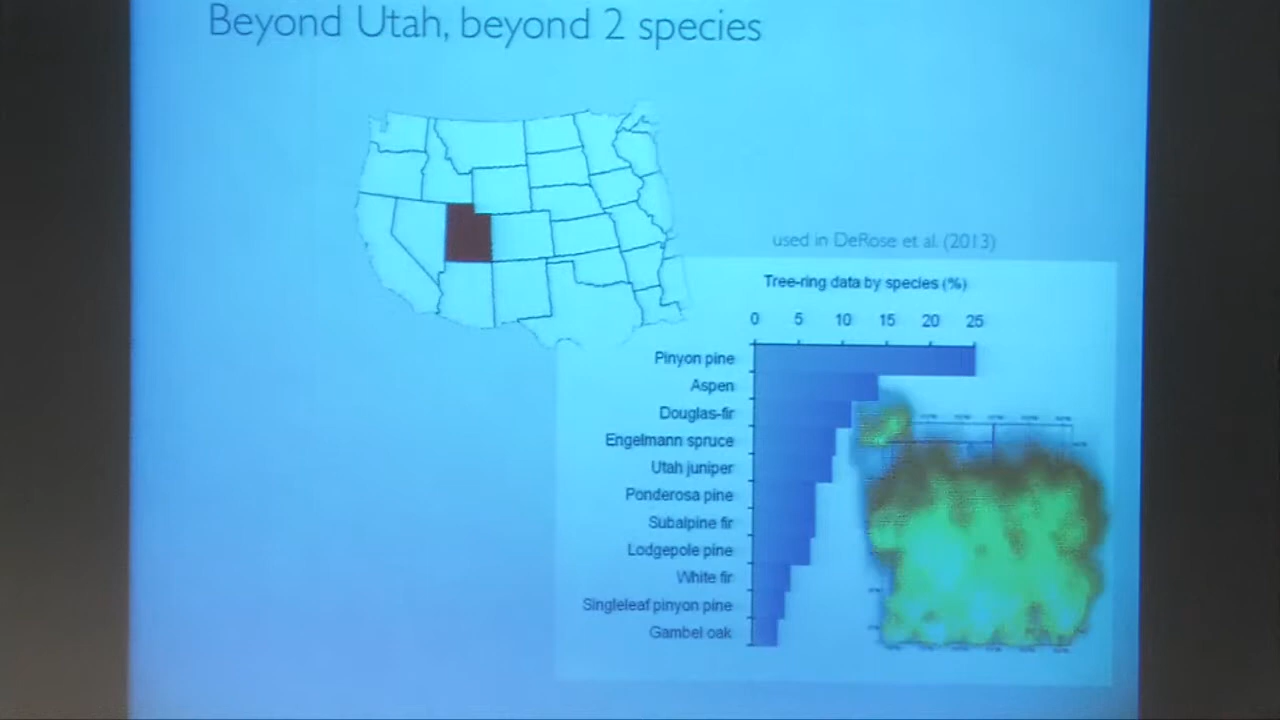 Beyond Utah, beyond 2 species
used in DeRose et al. (2013)
Tree-ring data by species (%)
0 5 10 15 20 25
Pinyon pine
Aspen
Douglas-fir
Engelmann spruce
Utah juniper
Ponderosa pine
Subalpine fir
Lodgepole pine
White fir
Singleleaf pinyon pine
Gambel oak